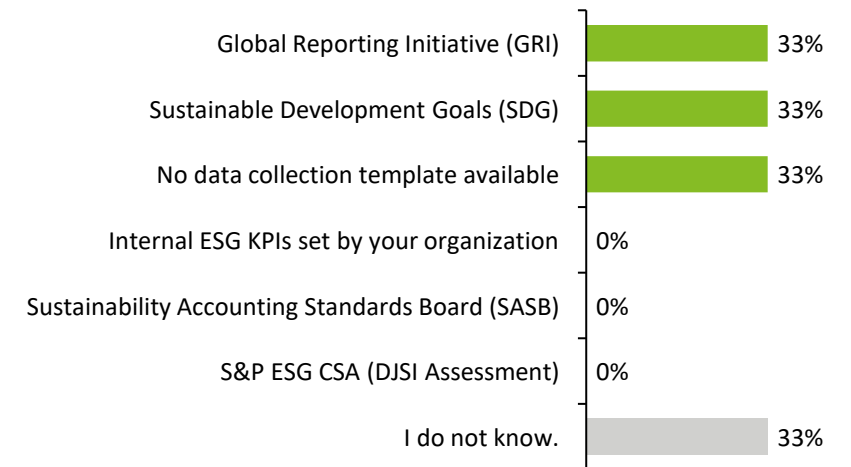 Global Reporting Initiative (GRI) 33%
Sustainable Development Goals (SDG) 33%
No data collection template available 33%
Internal ESG KPIs set by your organization 0%
Sustainability Accounting Standards Board (SASB) 0%
S&P ESG CSA (DJSI Assessment) 0%
I do not know. 33%